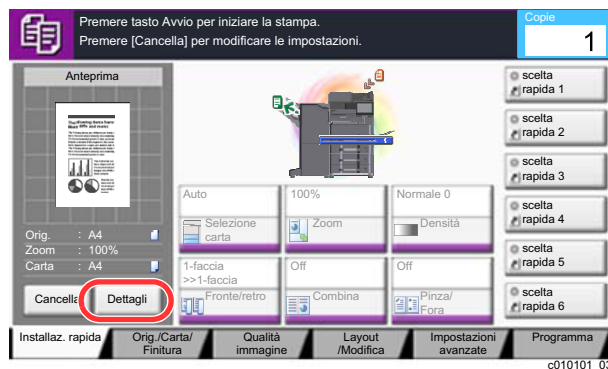 Premere tasto Avvio per iniziare la stampa.
Premere [Cancella] per modificare le impostazioni.
Copie
1
Anteprima
Orig. : A4
Zoom : 100%
Carta : A4
Cancella
Dettagli
Auto
Selezione
carta
100%
Zoom
Normale 0
Densità
1-faccia
>>1-faccia
Fronte/retro
Off
Combina
Off
Pinza/
Fora
scelta
rapida 1
scelta
rapida 2
scelta
rapida 3
scelta
rapida 4
scelta
rapida 5
scelta
rapida 6
Installaz. rapida
Orig./Carta/
Finitura
Qualità
immagine
Layout
/Modifica
Impostazioni
avanzate
Programma